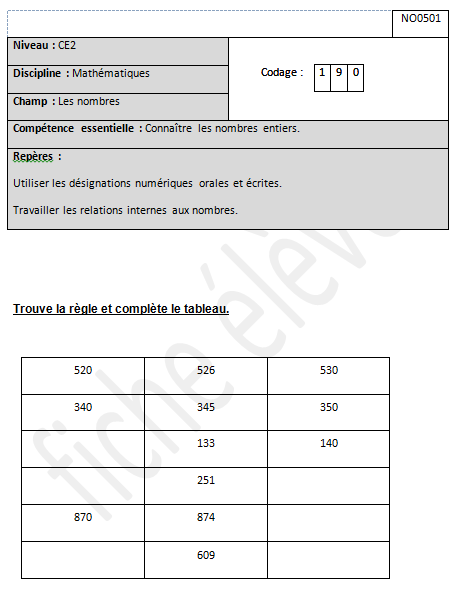 NO0501
Niveau : CE2
Discipline : Mathématiques
Codage : 1 9 0
Champ : Les nombres
Compétence essentielle : Connaître les nombres entiers.
Repères :
Utiliser les désignations numériques orales et écrites.
Travailler les relations internes aux nombres.
fiche élève
Trouve la règle et complète le tableau.
520 526 530
340 345 350
133 140
251
870 874
609